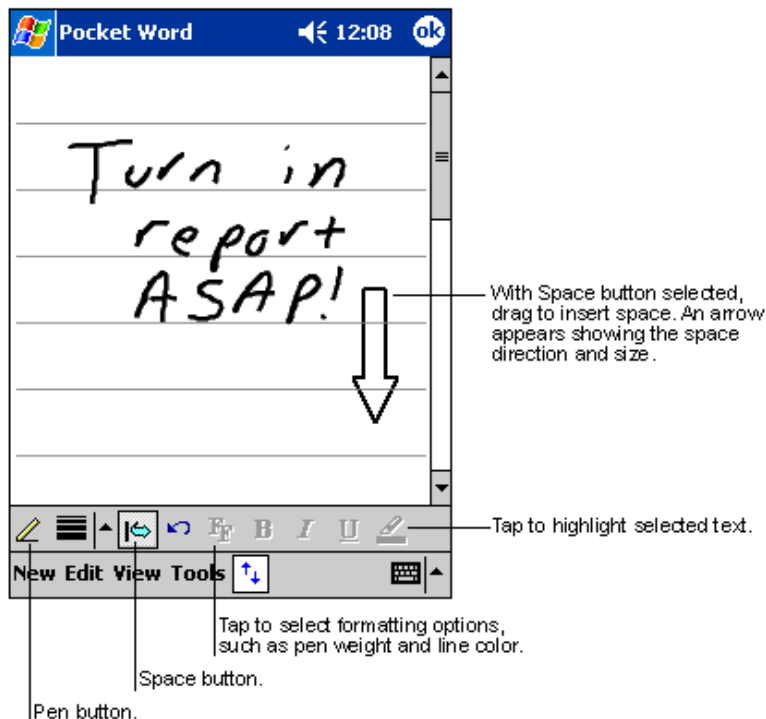 Pocket Word 12:08 ok
Turn in
report
ASAP!
With Space button selected,
drag to insert space. An arrow
appears showing the space
direction and size.
FF B I U
Tap to highlight selected text.
New Edit View Tools
Tap to select formatting options,
such as pen weight and line color.
Space button.
Pen button.